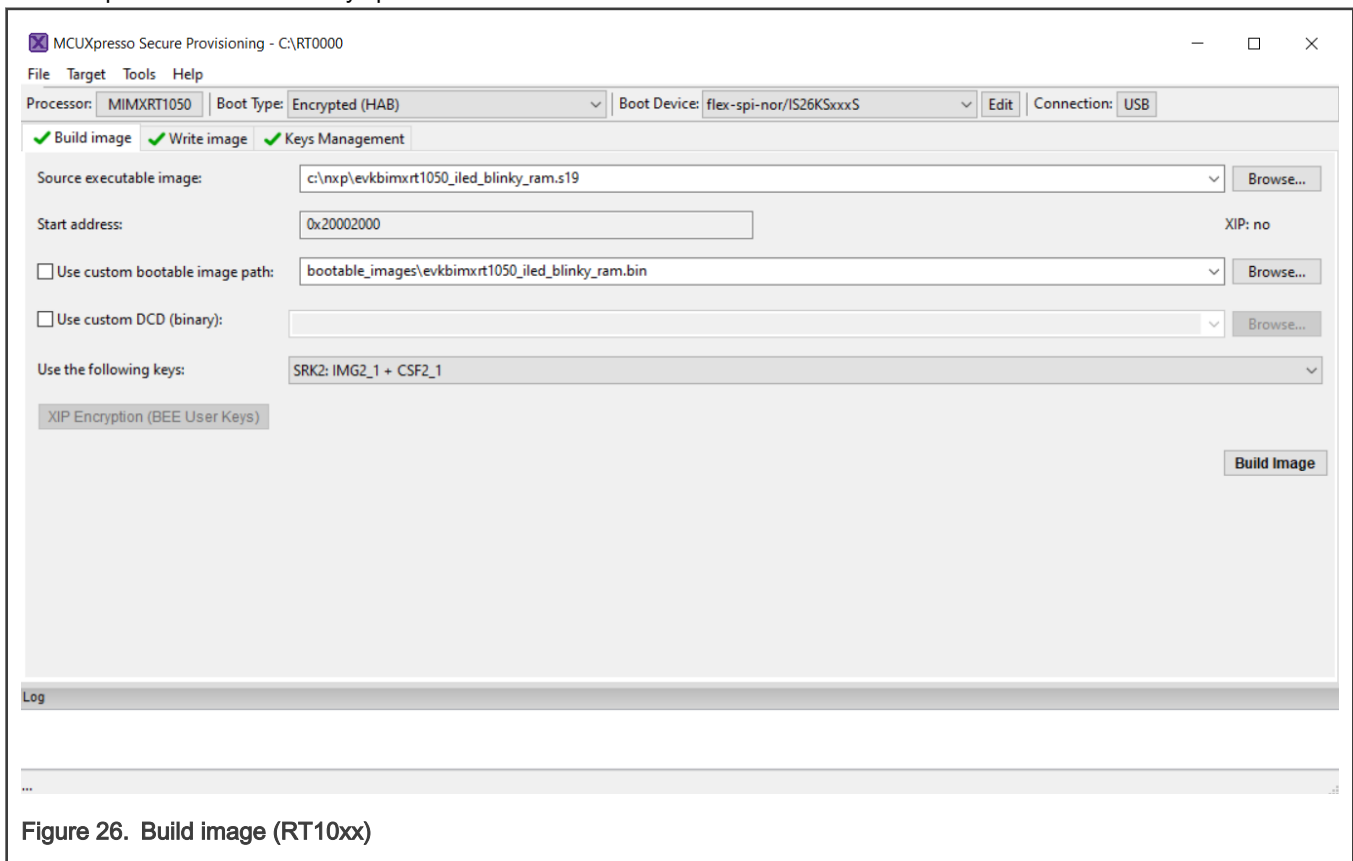 MCUXpresso Secure Provisioning - C:\RT0000
File Target Tools Help
Processor: MIMXRT1050 Boot Type: Encrypted (HAB) Boot Device: flex-spi-nor/IS26KSxxxS Edit Connection: USB
Build image Write image Keys Management
Source executable image: c:\nxp\evkbimxrt1050_iled_blinky_ram.s19 Browse...
Start address: 0x20002000 XIP: no
Use custom bootable image path: bootable_images\evkbimxrt1050_iled_blinky_ram.bin Browse...
Use custom DCD (binary): Browse...
Use the following keys: SRK2: IMG2_1 + CSF2_1
XIP Encryption (BEE User Keys)
Build Image
Log
...
Figure 26. Build image (RT10xx)